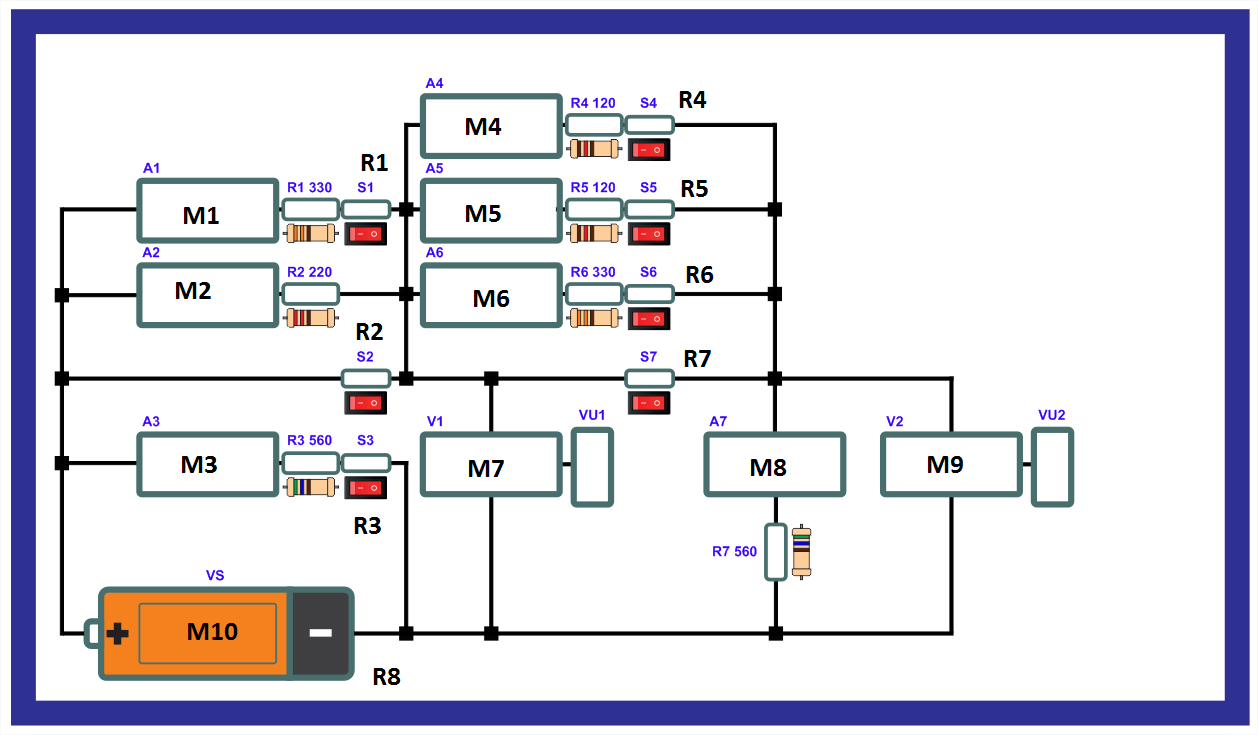 A4
R4 120 S4 R4
M4
R1
A1 A5
R1 330 S1 R5 120 S5 R5
M1 M5
A2 A6
R2 220 R6 330 S6 R6
M2 M6
R2
S2 S7 R7
A3 V1 VU1 A7 V2 VU2
R3 560 S3
M3 M7 M8 M9
R3
R7 560
VS
+ M10 -
R8